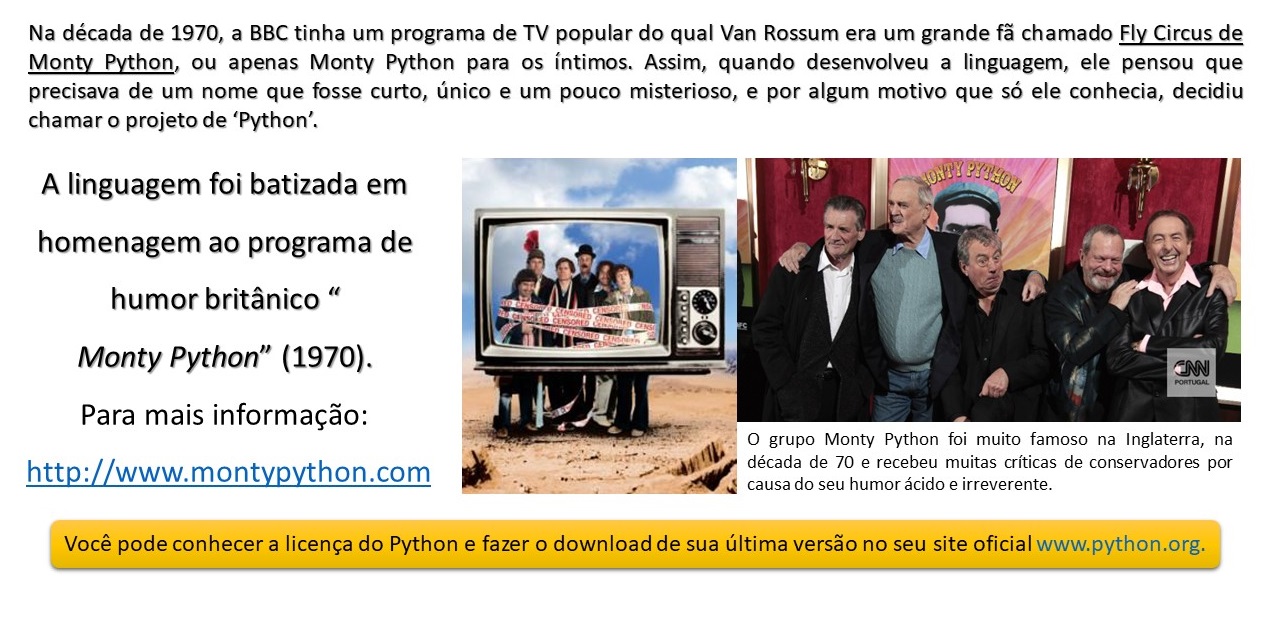 Na década de 1970, a BBC tinha um programa de TV popular do qual Van Rossum era um grande fã chamado Fly Circus de
Monty Python, ou apenas Monty Python para os íntimos. Assim, quando desenvolveu a linguagem, ele pensou que
precisava de um nome que fosse curto, único e um pouco misterioso, e por algum motivo que só ele conhecia, decidiu
chamar o projeto de ‘Python’.
A linguagem foi batizada em
homenagem ao programa de
humor britânico “
Monty Python” (1970).
Para mais informação:
http://www.montypython.com
CENSORED CENSORED
CENSORED CENSORED
MONTY PYTHON
CNN
PORTUGAL
O grupo Monty Python foi muito famoso na Inglaterra, na
década de 70 e recebeu muitas críticas de conservadores por
causa do seu humor ácido e irreverente.
Você pode conhecer a licença do Python e fazer o download de sua última versão no seu site oficial www.python.org.